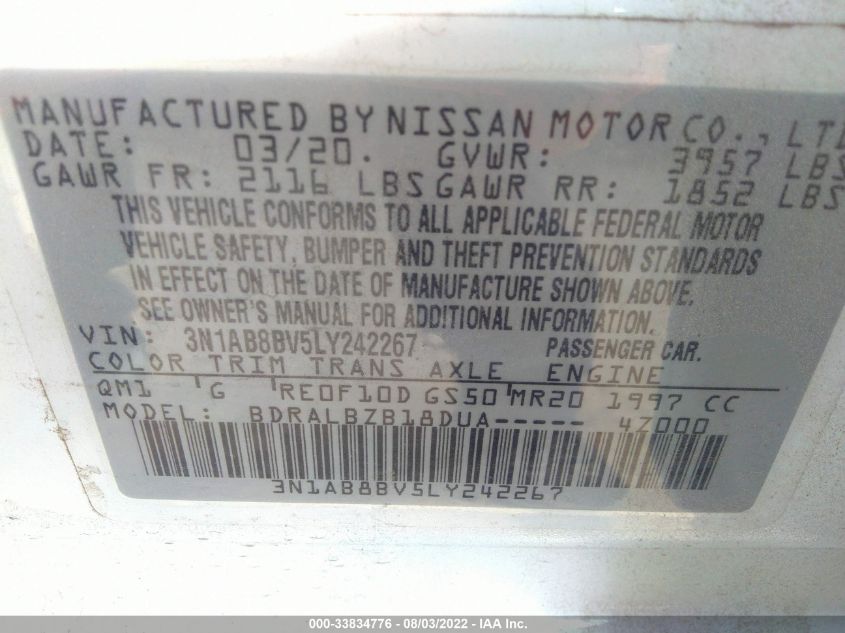 MANUFACTURED BY NISSAN MOTOR CO., LTD
DATE: 03/20. GVWR: 3957 LBS
GAWR FR: 2116 LBS GAWR RR: 1852 LBS
THIS VEHICLE CONFORMS TO ALL APPLICABLE FEDERAL MOTOR
VEHICLE SAFETY, BUMPER AND THEFT PREVENTION STANDARDS
IN EFFECT ON THE DATE OF MANUFACTURE SHOWN ABOVE.
SEE OWNER'S MANUAL FOR ADDITIONAL INFORMATION.
VIN: 3N1AB8BV5LY242267 PASSENGER CAR.
COLOR TRIM TRANS AXLE ENGINE
QM1 G RE0F10D GS50 MR20 1997 CC
MODEL: BDRALBZB18DUA----- 4Z000
3N1AB8BV5LY242267
000-33834776 - 08/03/2022 - IAA Inc.